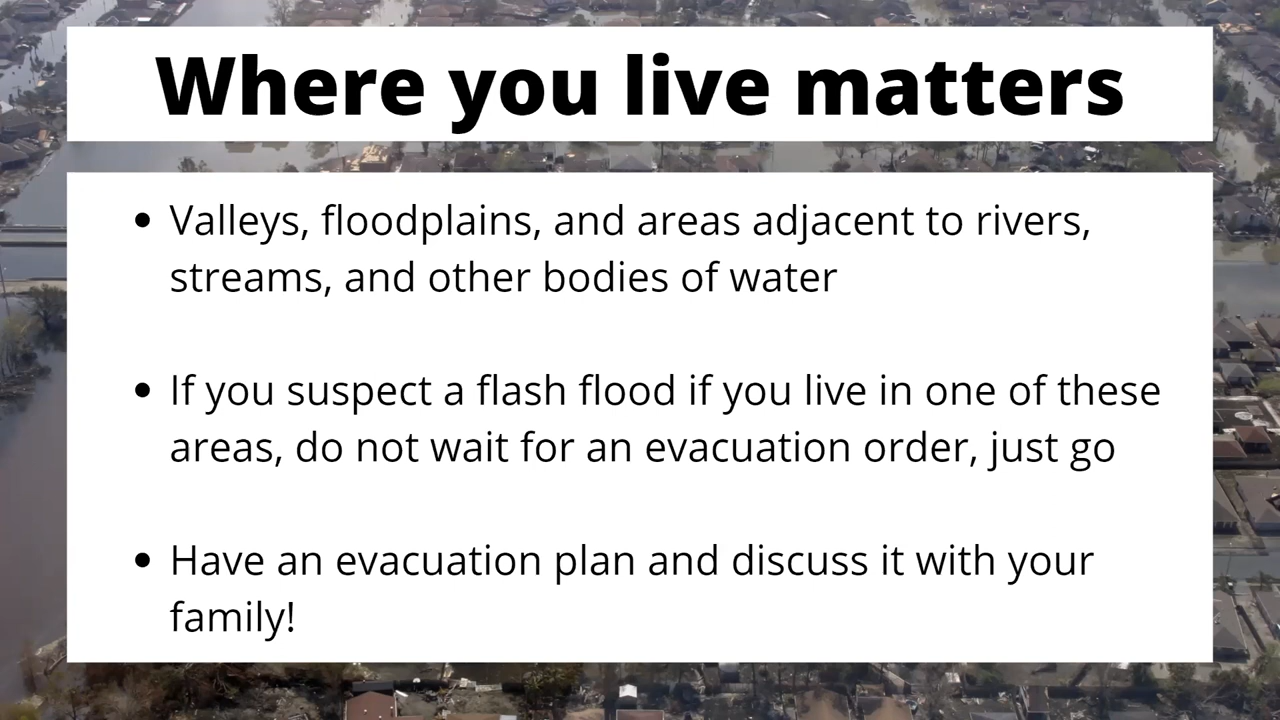 Where you live matters
• Valleys, floodplains, and areas adjacent to rivers,
streams, and other bodies of water
• If you suspect a flash flood if you live in one of these
areas, do not wait for an evacuation order, just go
• Have an evacuation plan and discuss it with your
family!